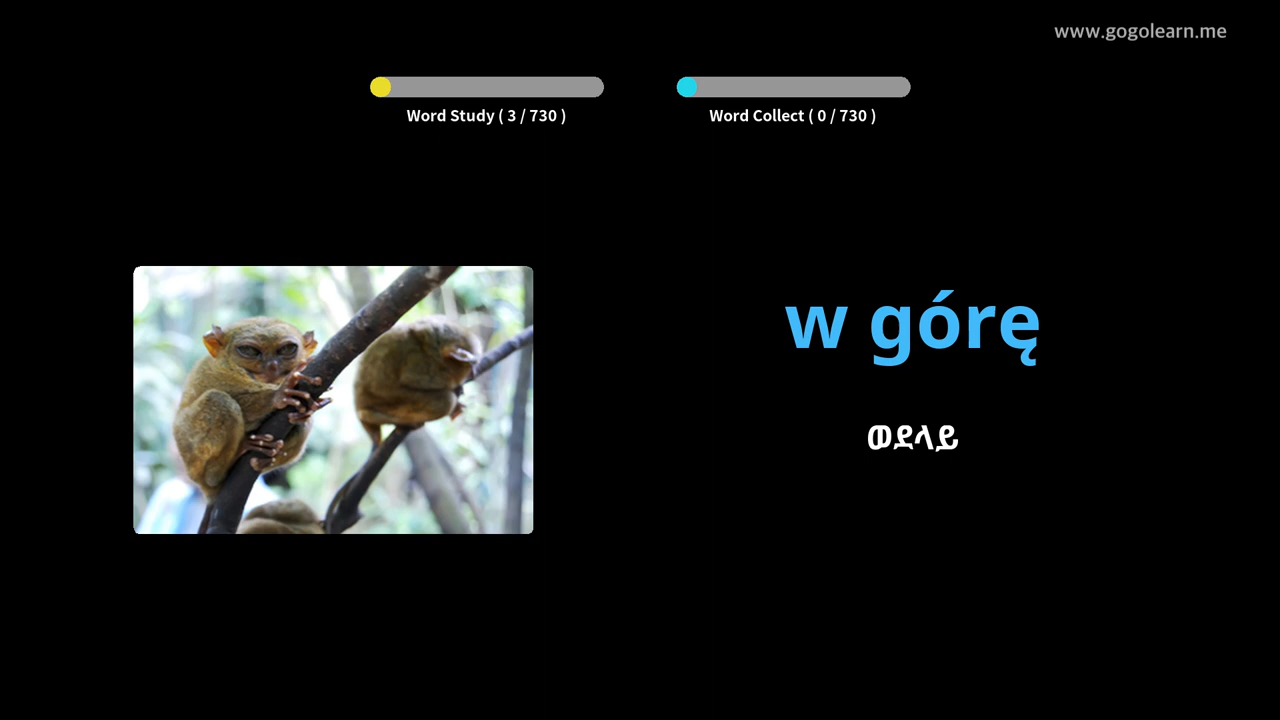 www.gogolearn.me
Word Study ( 3 / 730 )
Word Collect ( 0 / 730 )
w górę
ወደላይ